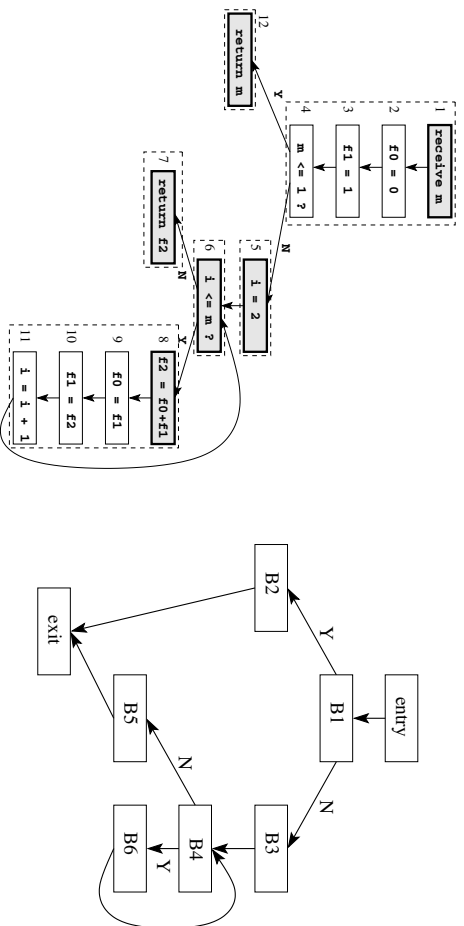 1 receive m
2 f0 = 0
3 f1 = 1
4 m <= 1 ?
Y
N
12 return m
5 i = 2
6 i <= m ?
N
Y
7 return f2
8 f2 = f0+f1
9 f0 = f1
10 f1 = f2
11 i = i + 1
entry
B1
Y
N
B2
B3
B4
N
Y
B5
B6
exit